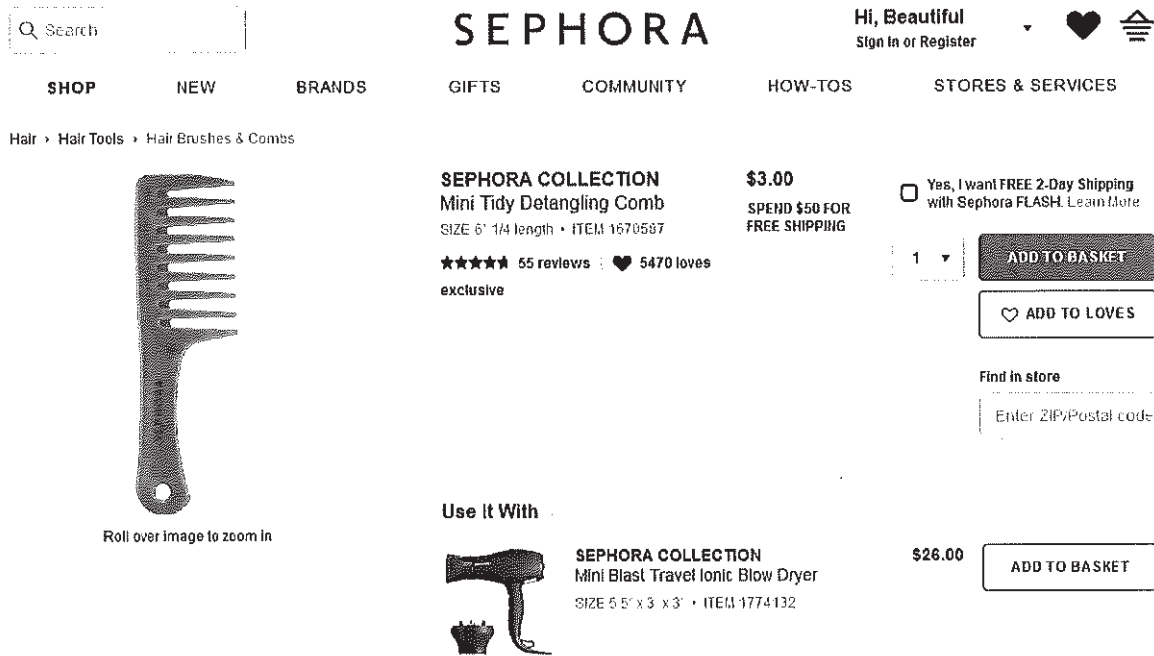 Search
SEPHORA
Hi, Beautiful
Sign In or Register
SHOP NEW BRANDS GIFTS COMMUNITY HOW-TOS STORES & SERVICES
Hair › Hair Tools › Hair Brushes & Combs
SEPHORA COLLECTION
Mini Tidy Detangling Comb
SIZE 6" 1/4 length • ITEM 1670587
55 reviews
5470 loves
exclusive
$3.00
SPEND $50 FOR
FREE SHIPPING
Yes, I want FREE 2-Day Shipping
with Sephora FLASH. Learn More
1
ADD TO BASKET
ADD TO LOVES
Find in store
Enter ZIP/Postal code
Roll over image to zoom in
Use It With
SEPHORA COLLECTION
Mini Blast Travel Ionic Blow Dryer
SIZE 5.5" x 3" x 3" • ITEM 1774132
$26.00
ADD TO BASKET